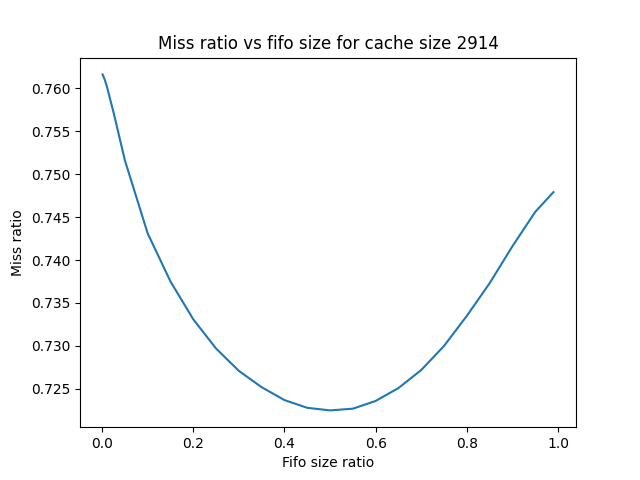 Miss ratio vs fifo size for cache size 2914
0.760
0.755
0.750
0.745
0.740
0.735
0.730
0.725
Miss ratio
0.0 0.2 0.4 0.6 0.8 1.0
Fifo size ratio